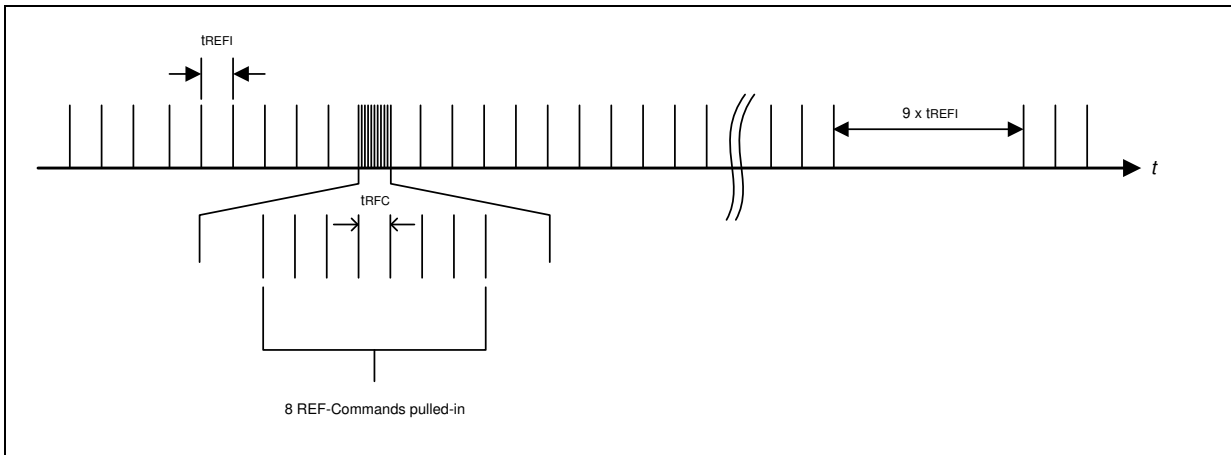 tREFI
9 x tREFI
t
tRFC
8 REF-Commands pulled-in